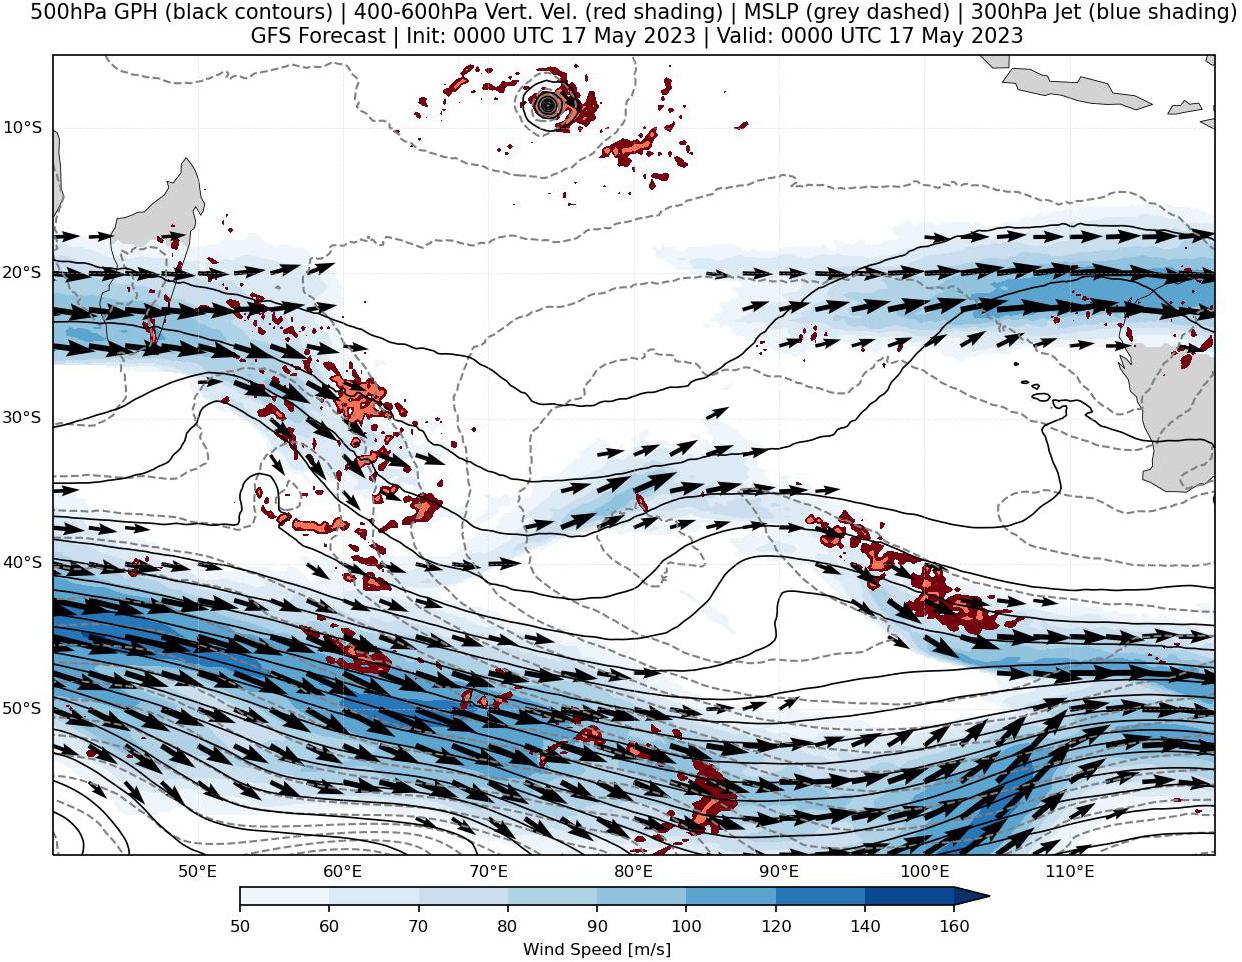 500hPa GPH (black contours) | 400-600hPa Vert. Vel. (red shading) | MSLP (grey dashed) | 300hPa Jet (blue shading)
GFS Forecast | Init: 0000 UTC 17 May 2023 | Valid: 0000 UTC 17 May 2023
10°S
20°S
30°S
40°S
50°S
50°E 60°E 70°E 80°E 90°E 100°E 110°E
50 60 70 80 90 100 120 140 160
Wind Speed [m/s]